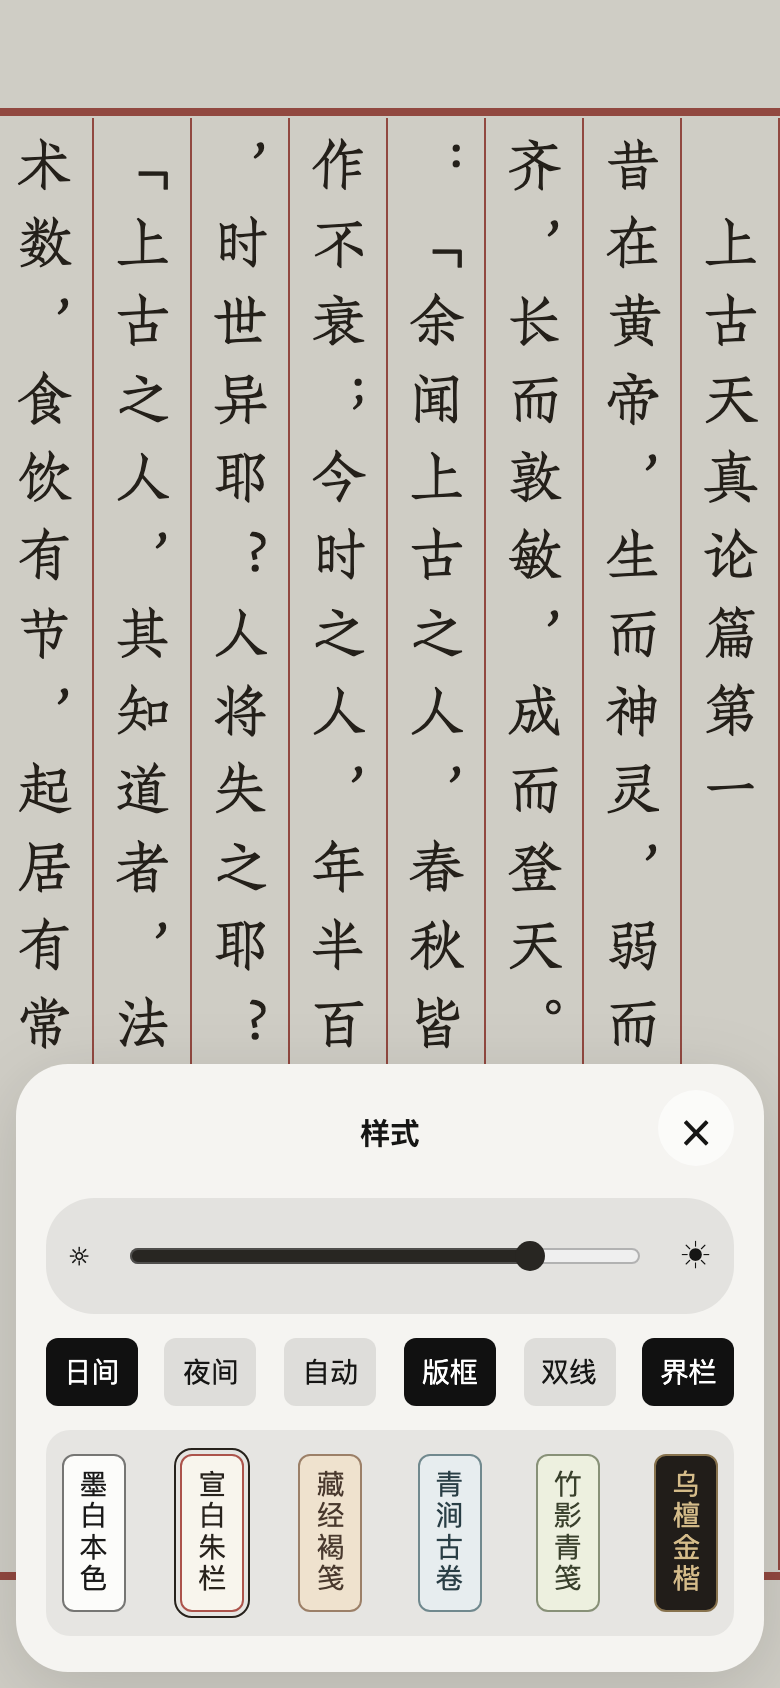 上古天真论篇第一
昔在黄帝，生而神灵，弱而
齐，长而敦敏，成而登天。
：「余闻上古之人，春秋皆
作不衰；今时之人，年半百
，时世异耶？人将失之耶？
「上古之人，其知道者，法
术数，食饮有节，起居有常
样式
日间
夜间
自动
版框
双线
界栏
墨白本色
宣白朱栏
藏经褐笺
青涧古卷
竹影青笺
乌檀金楷